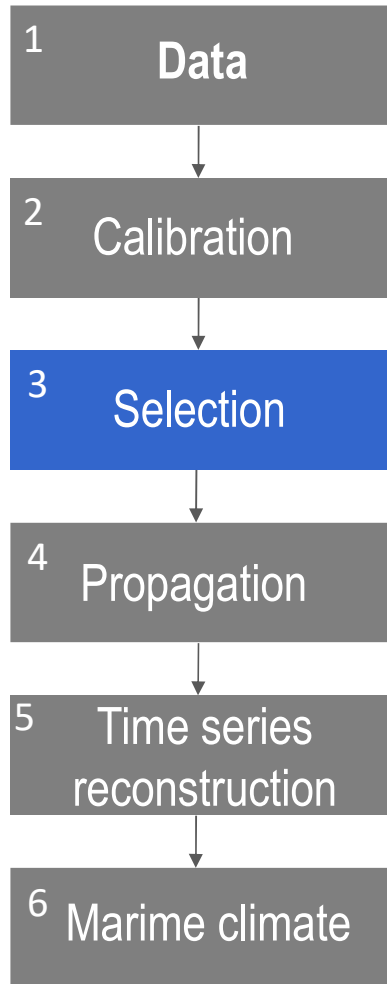 1
Data
2
Calibration
3
Selection
4
Propagation
5
Time series
reconstruction
6
Marime climate